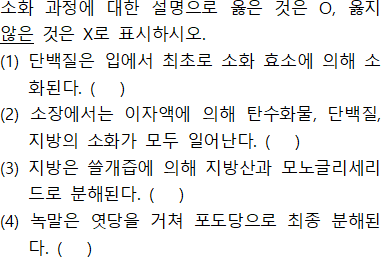 소화 과정에 대한 설명으로 옳은 것은 O, 옳지
않은 것은 X로 표시하시오.
(1) 단백질은 입에서 최초로 소화 효소에 의해 소
화된다. (    )
(2) 소장에서는 이자액에 의해 탄수화물, 단백질,
지방의 소화가 모두 일어난다. (    )
(3) 지방은 쓸개즙에 의해 지방산과 모노글리세리
드로 분해된다. (    )
(4) 녹말은 엿당을 거쳐 포도당으로 최종 분해된
다. (    )